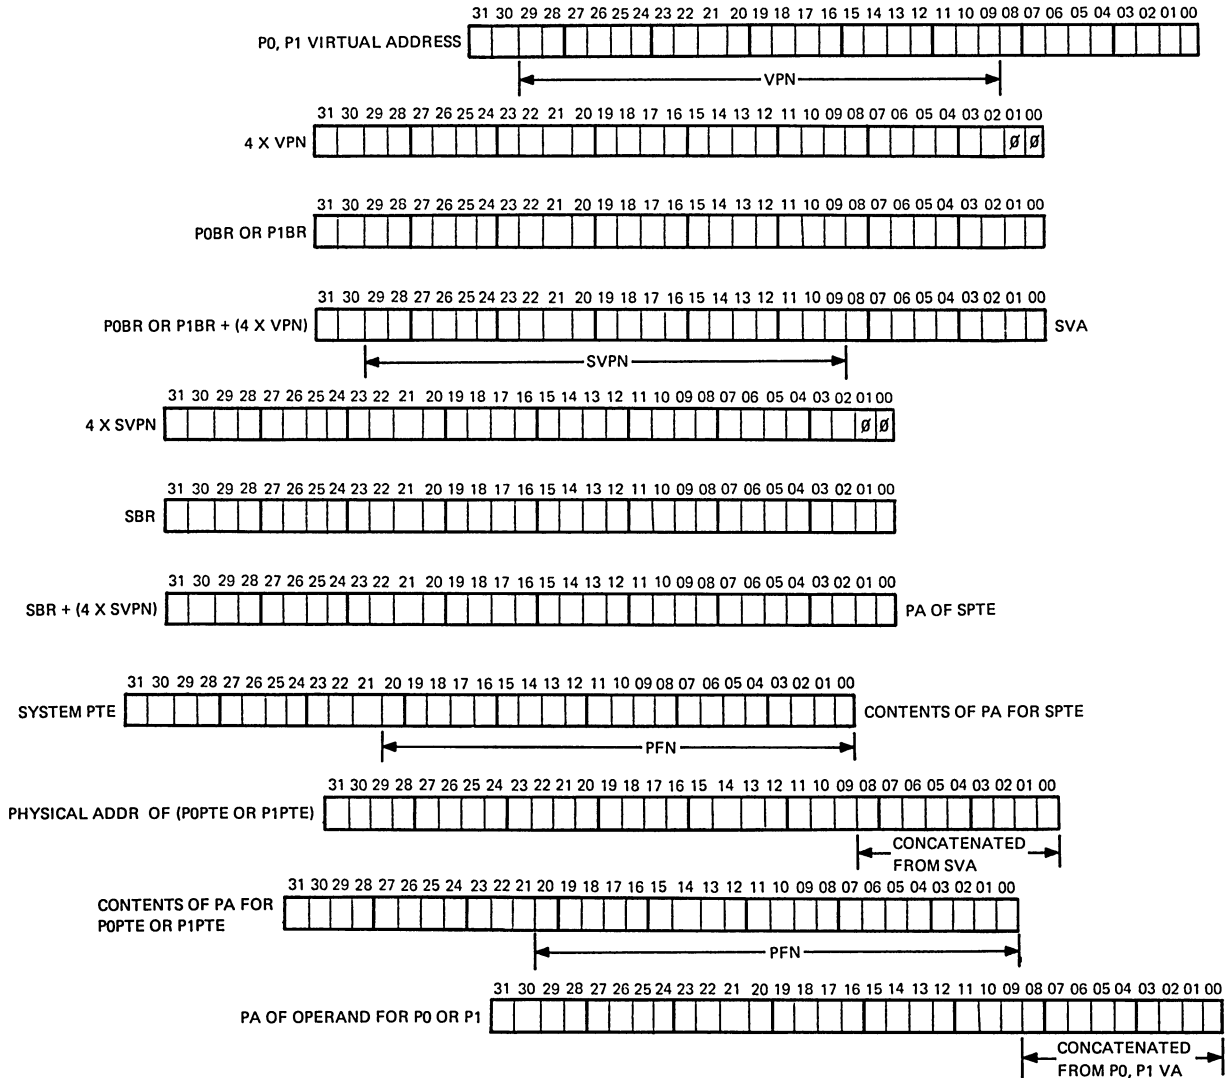 31 30 29 28 27 26 25 24 23 22 21 20 19 18 17 16 15 14 13 12 11 10 09 08 07 06 05 04 03 02 01 00
P0, P1 VIRTUAL ADDRESS
VPN
31 30 29 28 27 26 25 24 23 22 21 20 19 18 17 16 15 14 13 12 11 10 09 08 07 06 05 04 03 02 01 00
4 X VPN Ø Ø
31 30 29 28 27 26 25 24 23 22 21 20 19 18 17 16 15 14 13 12 11 10 09 08 07 06 05 04 03 02 01 00
P0BR OR P1BR
31 30 29 28 27 26 25 24 23 22 21 20 19 18 17 16 15 14 13 12 11 10 09 08 07 06 05 04 03 02 01 00
P0BR OR P1BR + (4 X VPN) SVA
SVPN
31 30 29 28 27 26 25 24 23 22 21 20 19 18 17 16 15 14 13 12 11 10 09 08 07 06 05 04 03 02 01 00
4 X SVPN Ø Ø
31 30 29 28 27 26 25 24 23 22 21 20 19 18 17 16 15 14 13 12 11 10 09 08 07 06 05 04 03 02 01 00
SBR
31 30 29 28 27 26 25 24 23 22 21 20 19 18 17 16 15 14 13 12 11 10 09 08 07 06 05 04 03 02 01 00
SBR + (4 X SVPN) PA OF SPTE
31 30 29 28 27 26 25 24 23 22 21 20 19 18 17 16 15 14 13 12 11 10 09 08 07 06 05 04 03 02 01 00
SYSTEM PTE CONTENTS OF PA FOR SPTE
PFN
31 30 29 28 27 26 25 24 23 22 21 20 19 18 17 16 15 14 13 12 11 10 09 08 07 06 05 04 03 02 01 00
PHYSICAL ADDR OF (P0PTE OR P1PTE)
CONCATENATED
FROM SVA
31 30 29 28 27 26 25 24 23 22 21 20 19 18 17 16 15 14 13 12 11 10 09 08 07 06 05 04 03 02 01 00
CONTENTS OF PA FOR
P0PTE OR P1PTE
PFN
31 30 29 28 27 26 25 24 23 22 21 20 19 18 17 16 15 14 13 12 11 10 09 08 07 06 05 04 03 02 01 00
PA OF OPERAND FOR P0 OR P1
CONCATENATED
FROM P0, P1 VA